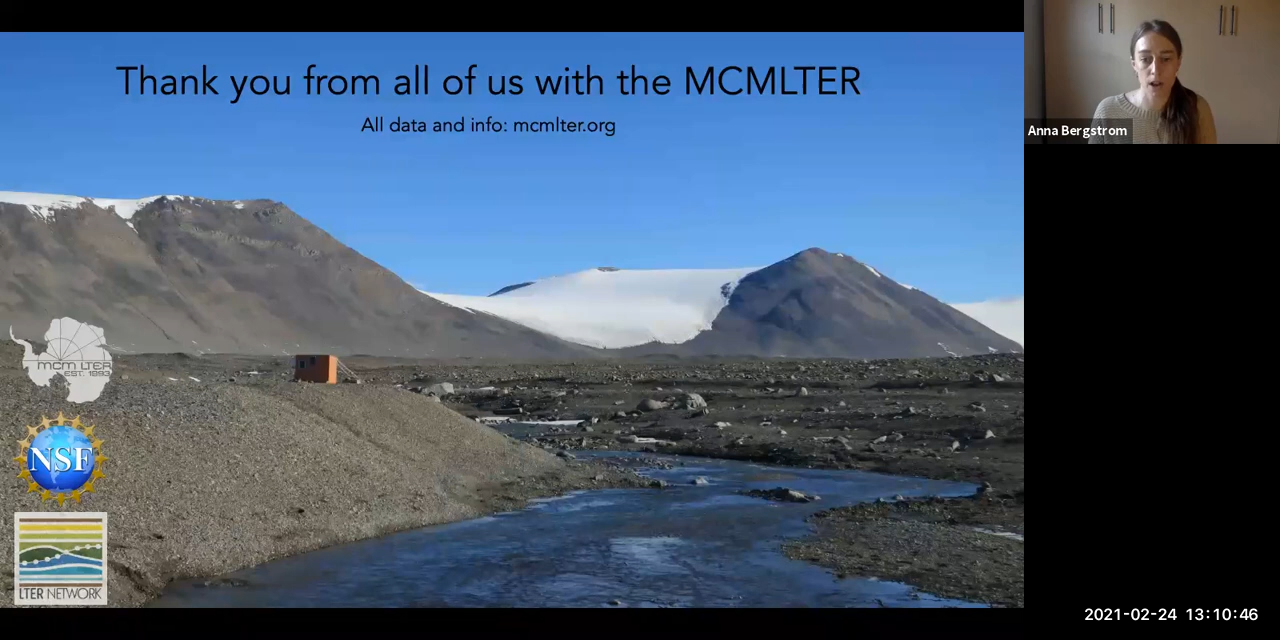 Thank you from all of us with the MCMLTER
All data and info: mcmlter.org
Anna Bergstrom
MCM LTER
EST. 1993
NSF
LTER NETWORK
2021-02-24 13:10:46